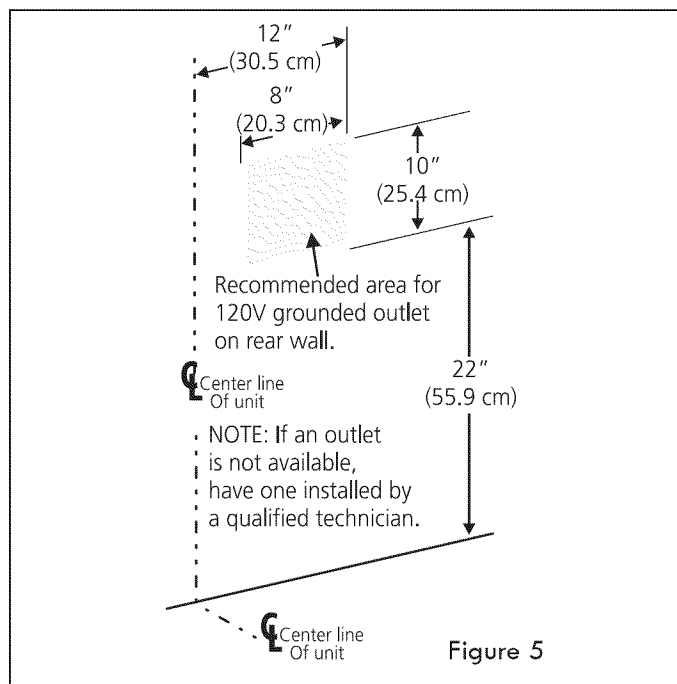 12"
(30.5 cm)
8"
(20.3 cm)
10"
(25.4 cm)
Recommended area for
120V grounded outlet
on rear wall.
22"
(55.9 cm)
CL Center line
Of unit
NOTE: If an outlet
is not available,
have one installed by
a qualified technician.
CL Center line
Of unit
Figure 5